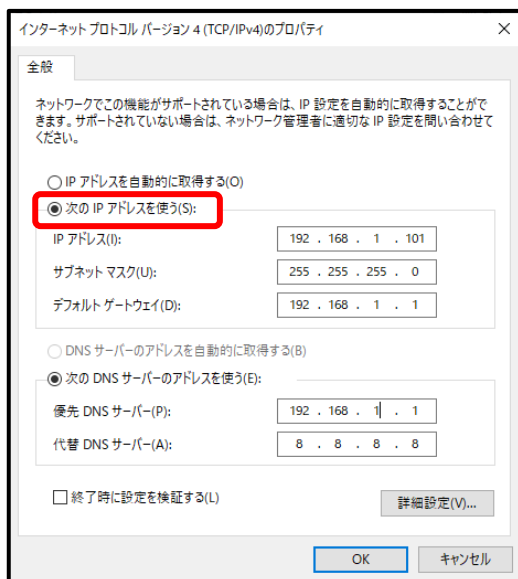 インターネット プロトコル バージョン 4 (TCP/IPv4)のプロパティ
全般
ネットワークでこの機能がサポートされている場合は、IP 設定を自動的に取得することがで
きます。サポートされていない場合は、ネットワーク管理者に適切な IP 設定を問い合わせて
ください。
IP アドレスを自動的に取得する(O)
次の IP アドレスを使う(S):
IP アドレス(I): 192 . 168 . 1 . 101
サブネット マスク(U): 255 . 255 . 255 . 0
デフォルト ゲートウェイ(D): 192 . 168 . 1 . 1
DNS サーバーのアドレスを自動的に取得する(B)
次の DNS サーバーのアドレスを使う(E):
優先 DNS サーバー(P): 192 . 168 . 1 . 1
代替 DNS サーバー(A): 8 . 8 . 8 . 8
終了時に設定を検証する(L)
詳細設定(V)...
OK キャンセル